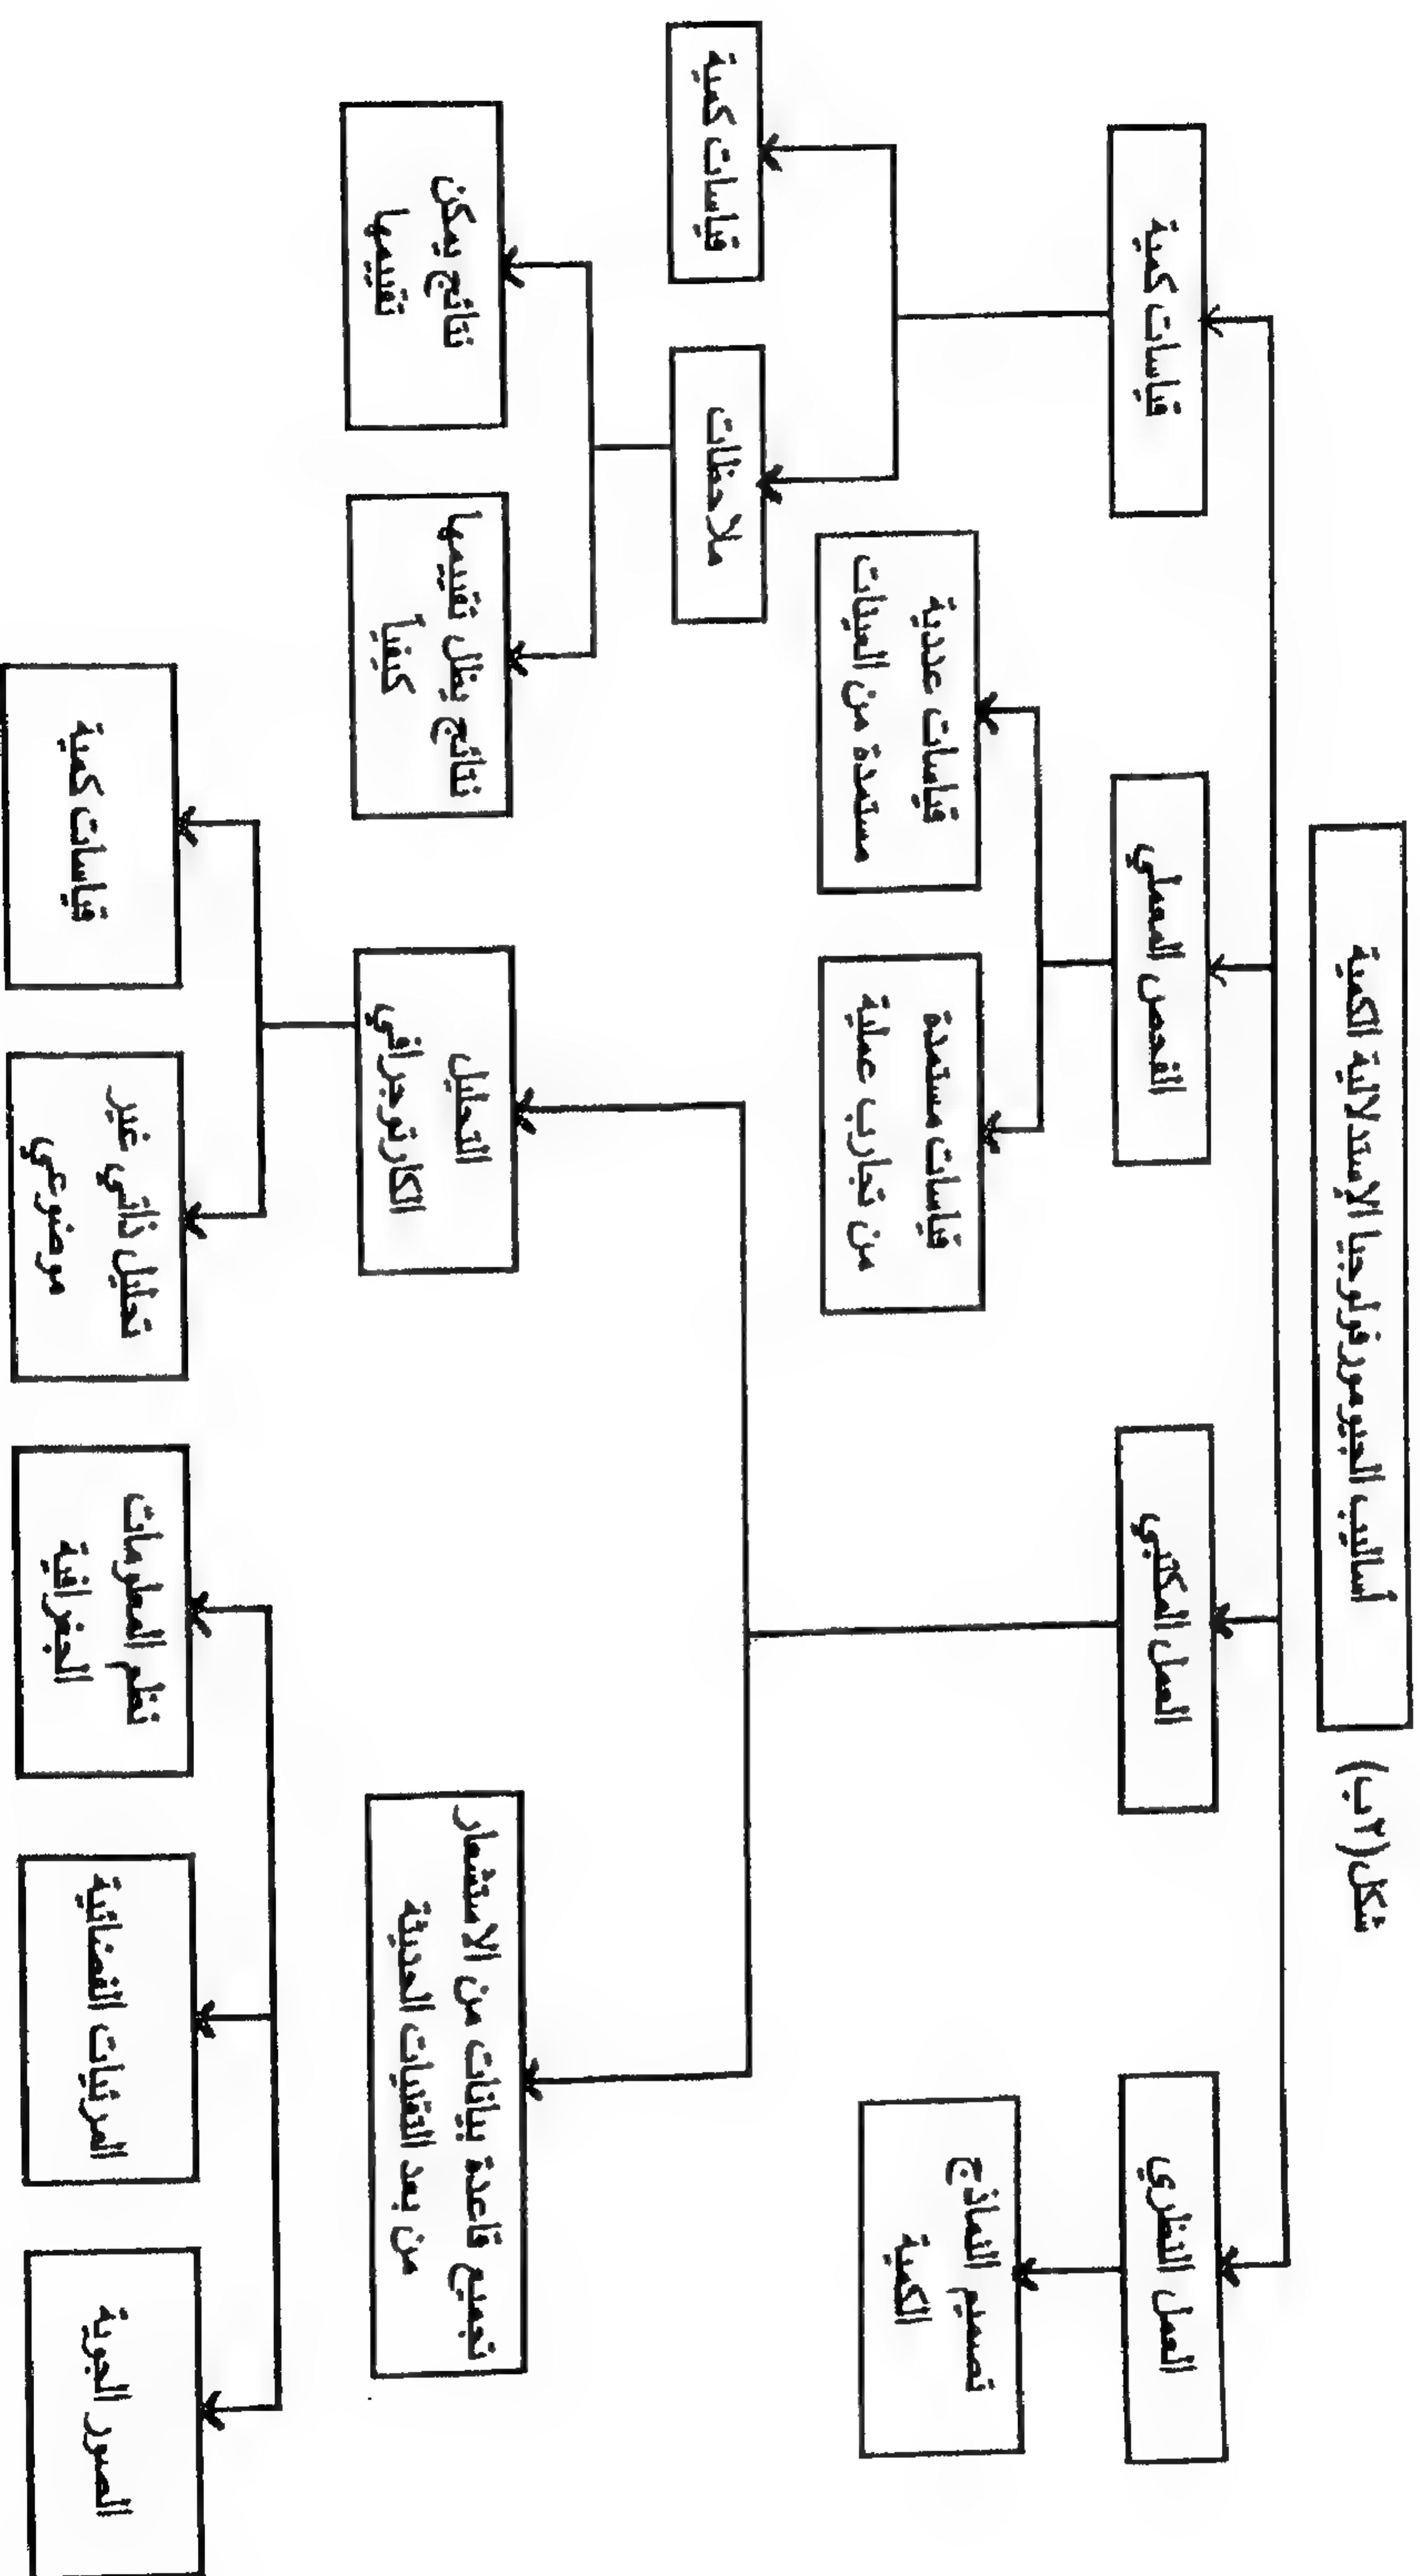 أساليب الجيومورفولوجيا الإستدلالية الكمية
شكل (٢ب)
العمل النظري
العمل المكتبي
الفحص المعملي
قياسات كمية
تصميم النماذج
الكمية
قياسات مستمدة
من تجارب عملية
قياسات عددية
مستمدة من العينات
ملاحظات
قياسات كمية
تجميع قاعدة بيانات من الاستشعار
من بعد التقنيات الحديثة
التحليل
الكارتوجرافي
نتائج يظل تقييمها
كيفياً
نتائج يمكن
تقييمها
الصور الجوية
المرئيات الفضائية
نظم المعلومات
الجغرافية
تحليل ذاتي غير
موضوعي
قياسات كمية